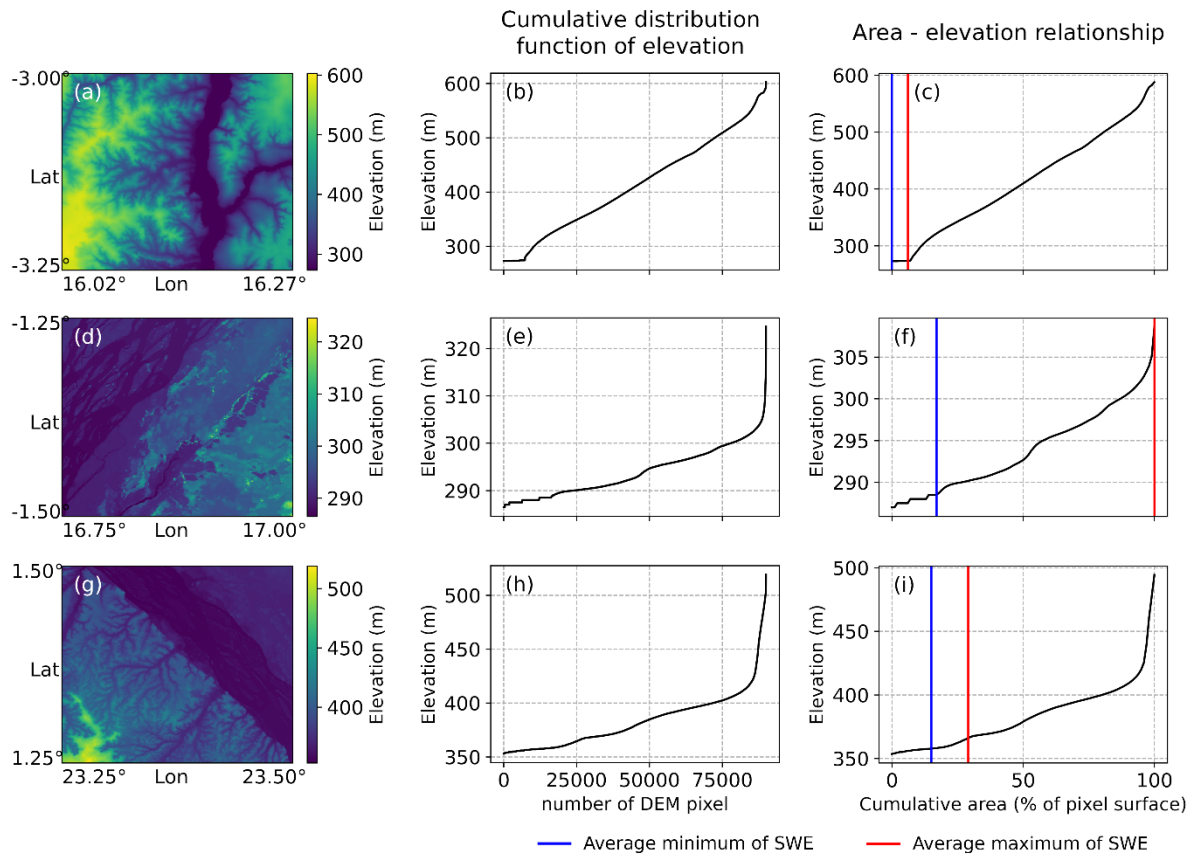 Cumulative distribution
function of elevation
Area - elevation relationship
-3.00°
Lat
-3.25°
(a)
16.02° Lon 16.27°
600
500
400
300
Elevation (m)
(b)
600
500
400
300
Elevation (m)
(c)
600
500
400
300
Elevation (m)
-1.25°
Lat
-1.50°
(d)
16.75° Lon 17.00°
320
310
300
290
Elevation (m)
(e)
320
310
300
290
Elevation (m)
(f)
305
300
295
290
Elevation (m)
1.50°
Lat
1.25°
(g)
23.25° Lon 23.50°
500
450
400
Elevation (m)
(h)
500
450
400
350
Elevation (m)
0 25000 50000 75000
number of DEM pixel
(i)
500
450
400
350
Elevation (m)
0 50 100
Cumulative area (% of pixel surface)
Average minimum of SWE Average maximum of SWE